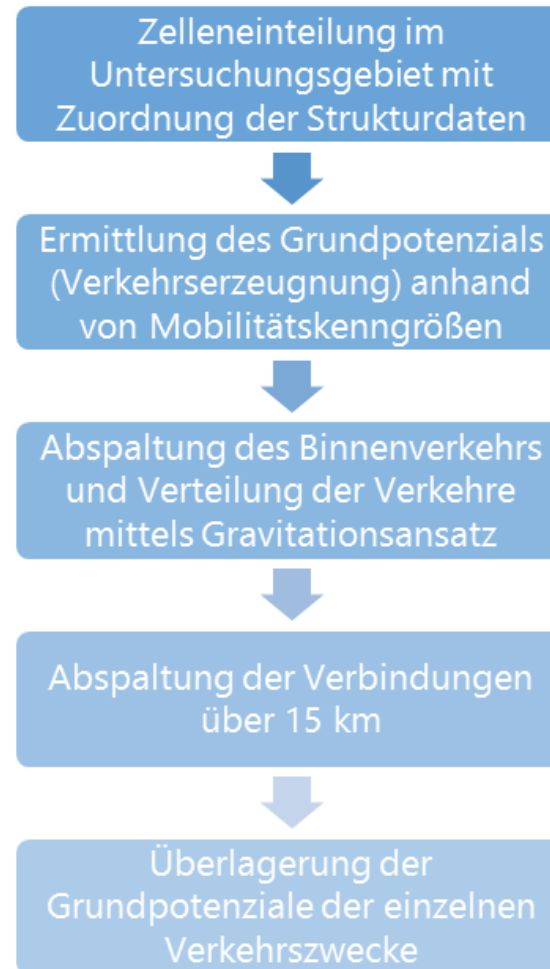 Zelleneinteilung im
Untersuchungsgebiet mit
Zuordnung der Strukturdaten
Ermittlung des Grundpotenzials
(Verkehrserzeugnung) anhand
von Mobilitätskenngrößen
Abspaltung des Binnenverkehrs
und Verteilung der Verkehre
mittels Gravitationsansatz
Abspaltung der Verbindungen
über 15 km
Überlagerung der
Grundpotenziale der einzelnen
Verkehrszwecke